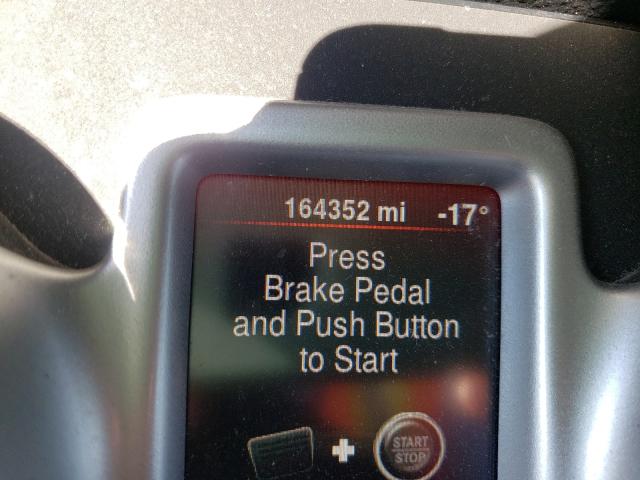 164352 mi -17°
Press
Brake Pedal
and Push Button
to Start
START
STOP